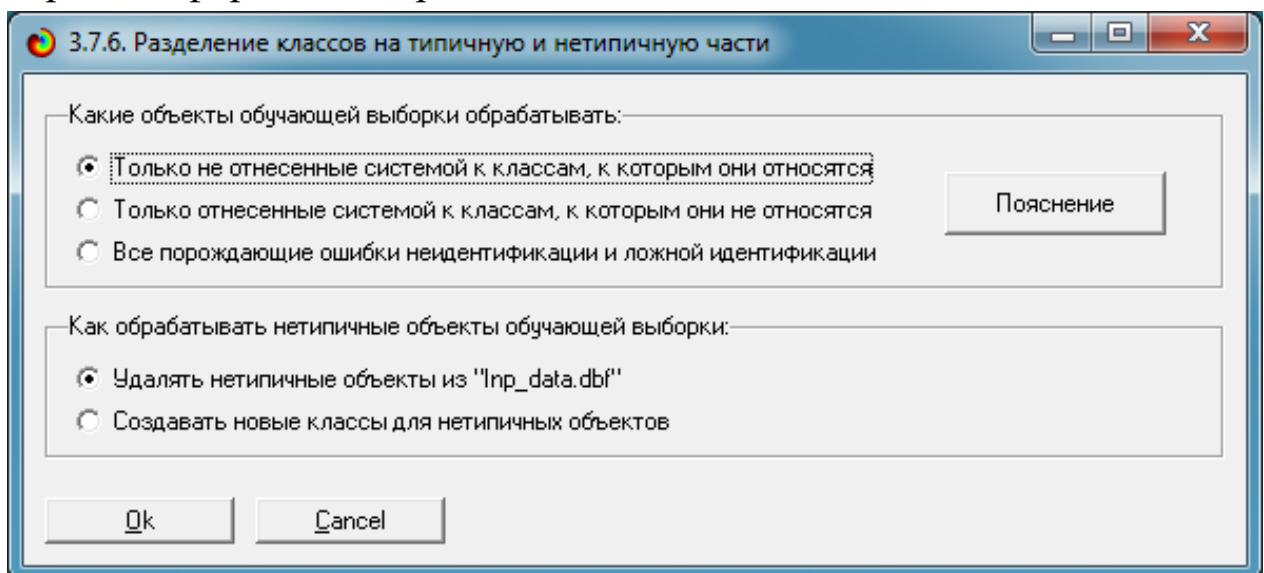 3.7.6. Разделение классов на типичную и нетипичную части
Какие объекты обучающей выборки обрабатывать:
Только не отнесенные системой к классам, к которым они относятся
Только отнесенные системой к классам, к которым они не относятся
Все порождающие ошибки неидентификации и ложной идентификации
Пояснение
Как обрабатывать нетипичные объекты обучающей выборки:
Удалять нетипичные объекты из "Inp_data.dbf"
Создавать новые классы для нетипичных объектов
Ok
Cancel